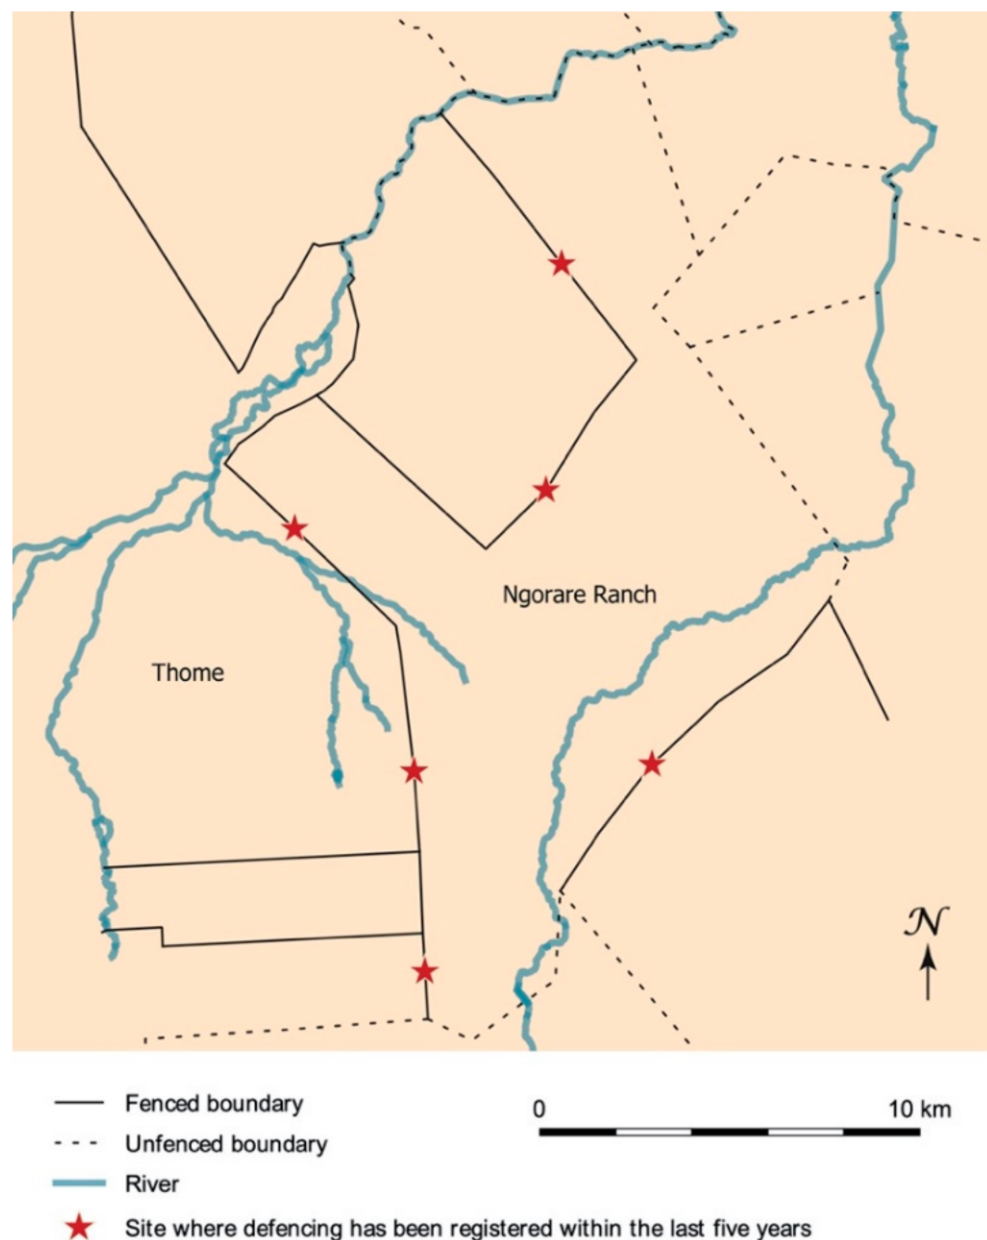 Ngorare Ranch
Thome
N
Fenced boundary
0 10 km
Unfenced boundary
River
Site where defencing has been registered within the last five years